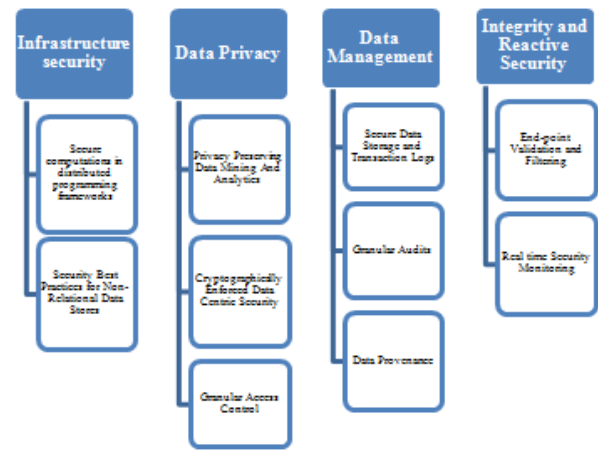 Infrastructure
security
Secure
computations in
distributed
programming
frameworks
Security Best
Practices for Non-
Relational Data
Stores
Data Privacy
Privacy Preserving
Data Mining And
Analytics
Cryptographically
Enforced Data
Centric Security
Granular Access
Control
Data
Management
Secure Data
Storage and
Transaction Logs
Granular Audits
Data Provenance
Integrity and
Reactive
Security
End-point
Validation and
Filtering
Real time Security
Monitoring